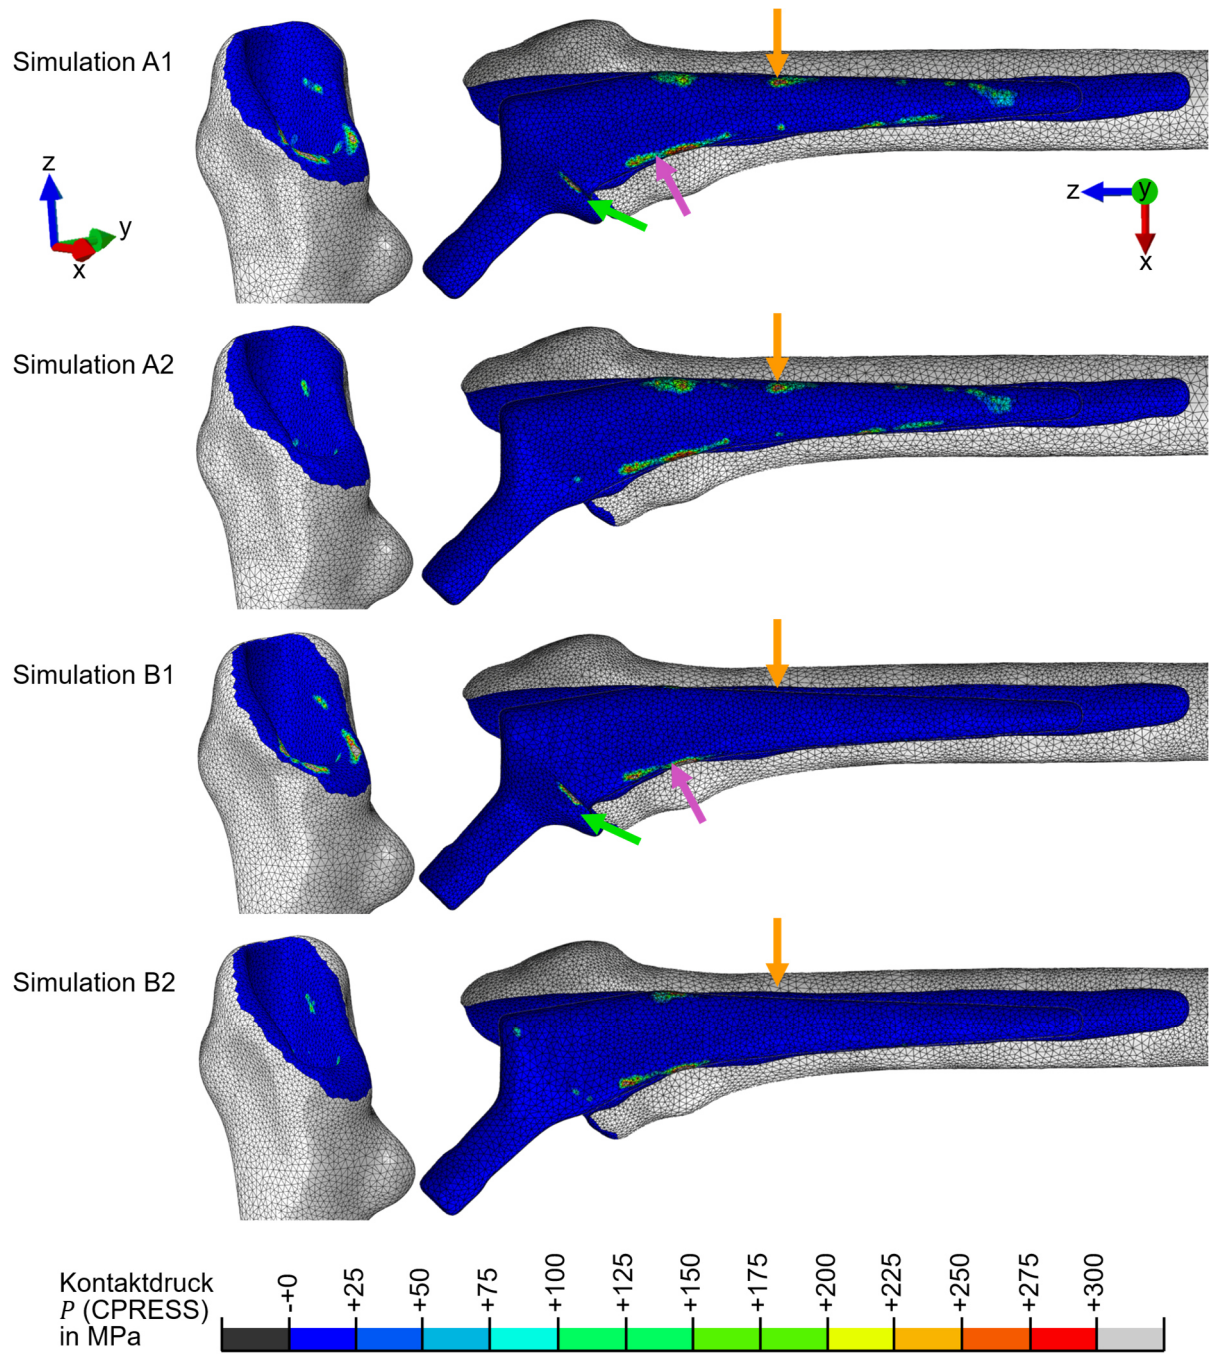 Simulation A1
z
y
x
z
y
x
Simulation A2
Simulation B1
Simulation B2
Kontaktdruck
P (CPRESS)
in MPa
-+0
+25
+50
+75
+100
+125
+150
+175
+200
+225
+250
+275
+300